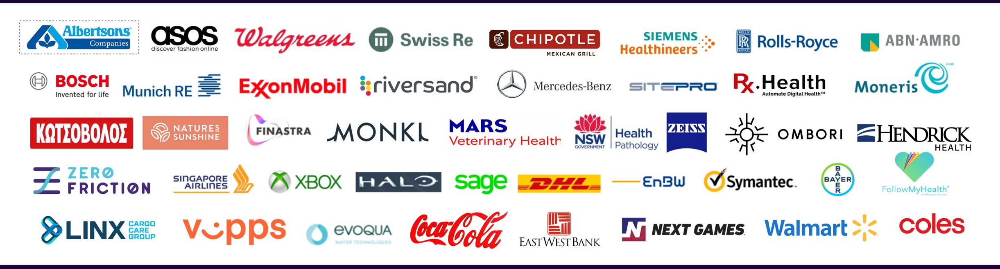 Albertsons®
Companies
asos
discover fashion online
Walgreens
Swiss Re
CHIPOTLE
MEXICAN GRILL
SIEMENS
Healthineers
ROLLS
RR
ROYCE
Rolls-Royce
ABN·AMRO
BOSCH
Invented for life
Munich RE
ExxonMobil
riversand®
Mercedes-Benz
SITEPRO
Rx.Health
Automate Digital Health™
Moneris
®/MD
ΚΩΤΣΟΒΟΛΟΣ
NATURES
SUNSHINE
FINASTRA
MONKL
MARS
Veterinary Health
NSW
GOVERNMENT
Health
Pathology
ZEISS
OMBORI
HENDRICK
HEALTH
ZERO
FRICTION
SINGAPORE
AIRLINES
XBOX
HALO
sage
DHL
EnBW
Symantec.
BAYER
BAYER
FollowMyHealth®
An Allscripts Solution
LINX
CARGO
CARE
GROUP
vipps
evoQUA
WATER TECHNOLOGIES
Coca-Cola
EASTWESTBANK
N
NEXT GAMES
Walmart
coles